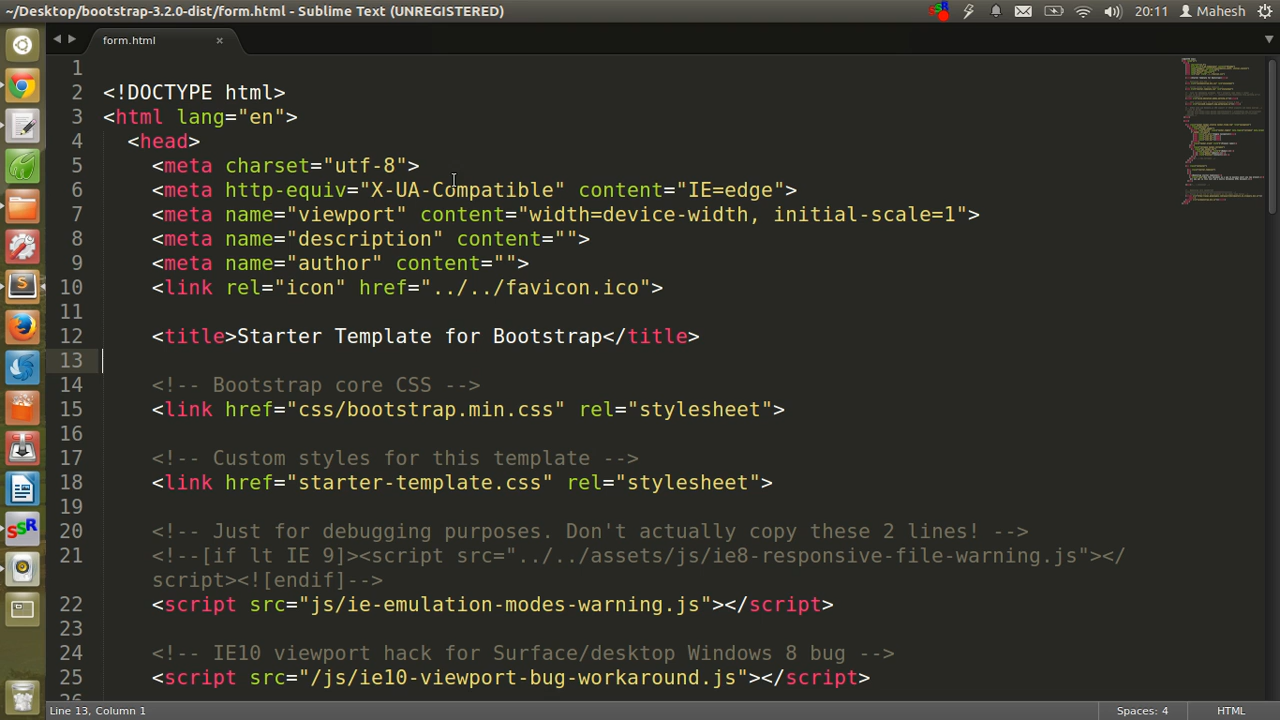 ~/Desktop/bootstrap-3.2.0-dist/form.html - Sublime Text (UNREGISTERED)
20:11
Mahesh
form.html
1
2 <!DOCTYPE html>
3 <html lang="en">
4 <head>
5 <meta charset="utf-8">
6 <meta http-equiv="X-UA-Compatible" content="IE=edge">
7 <meta name="viewport" content="width=device-width, initial-scale=1">
8 <meta name="description" content="">
9 <meta name="author" content="">
10 <link rel="icon" href="../../favicon.ico">
11
12 <title>Starter Template for Bootstrap</title>
13
14 <!-- Bootstrap core CSS -->
15 <link href="css/bootstrap.min.css" rel="stylesheet">
16
17 <!-- Custom styles for this template -->
18 <link href="starter-template.css" rel="stylesheet">
19
20 <!-- Just for debugging purposes. Don't actually copy these 2 lines! -->
21 <!--[if lt IE 9]><script src="../../assets/js/ie8-responsive-file-warning.js"></
script><![endif]-->
22 <script src="js/ie-emulation-modes-warning.js"></script>
23
24 <!-- IE10 viewport hack for Surface/desktop Windows 8 bug -->
25 <script src="/js/ie10-viewport-bug-workaround.js"></script>
Line 13, Column 1
Spaces: 4
HTML